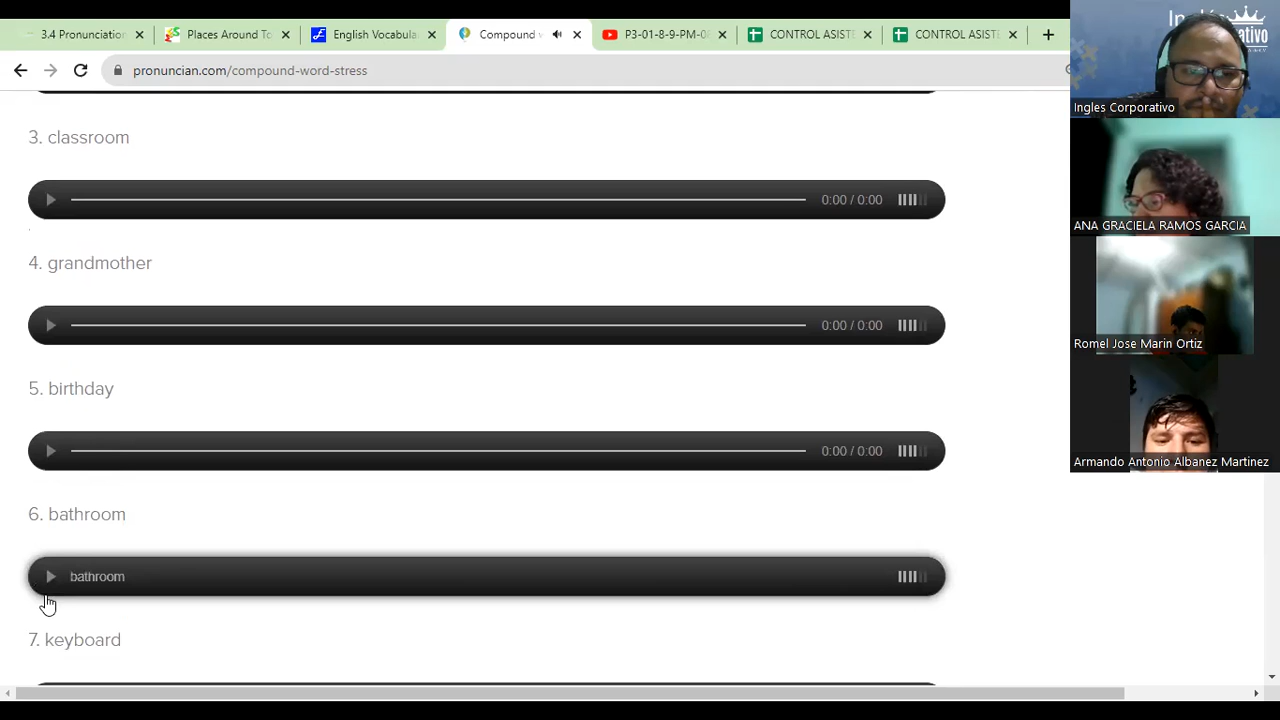 3.4 Pronunciation
Places Around To
English Vocabula
Compound w
P3-01-8-9-PM-0
CONTROL ASISTE
CONTROL ASISTE
pronuncian.com/compound-word-stress
3. classroom
0:00 / 0:00
4. grandmother
0:00 / 0:00
5. birthday
0:00 / 0:00
6. bathroom
bathroom
7. keyboard
Ingles Corporativo
ANA GRACIELA RAMOS GARCIA
Romel Jose Marin Ortiz
Armando Antonio Albanez Martinez